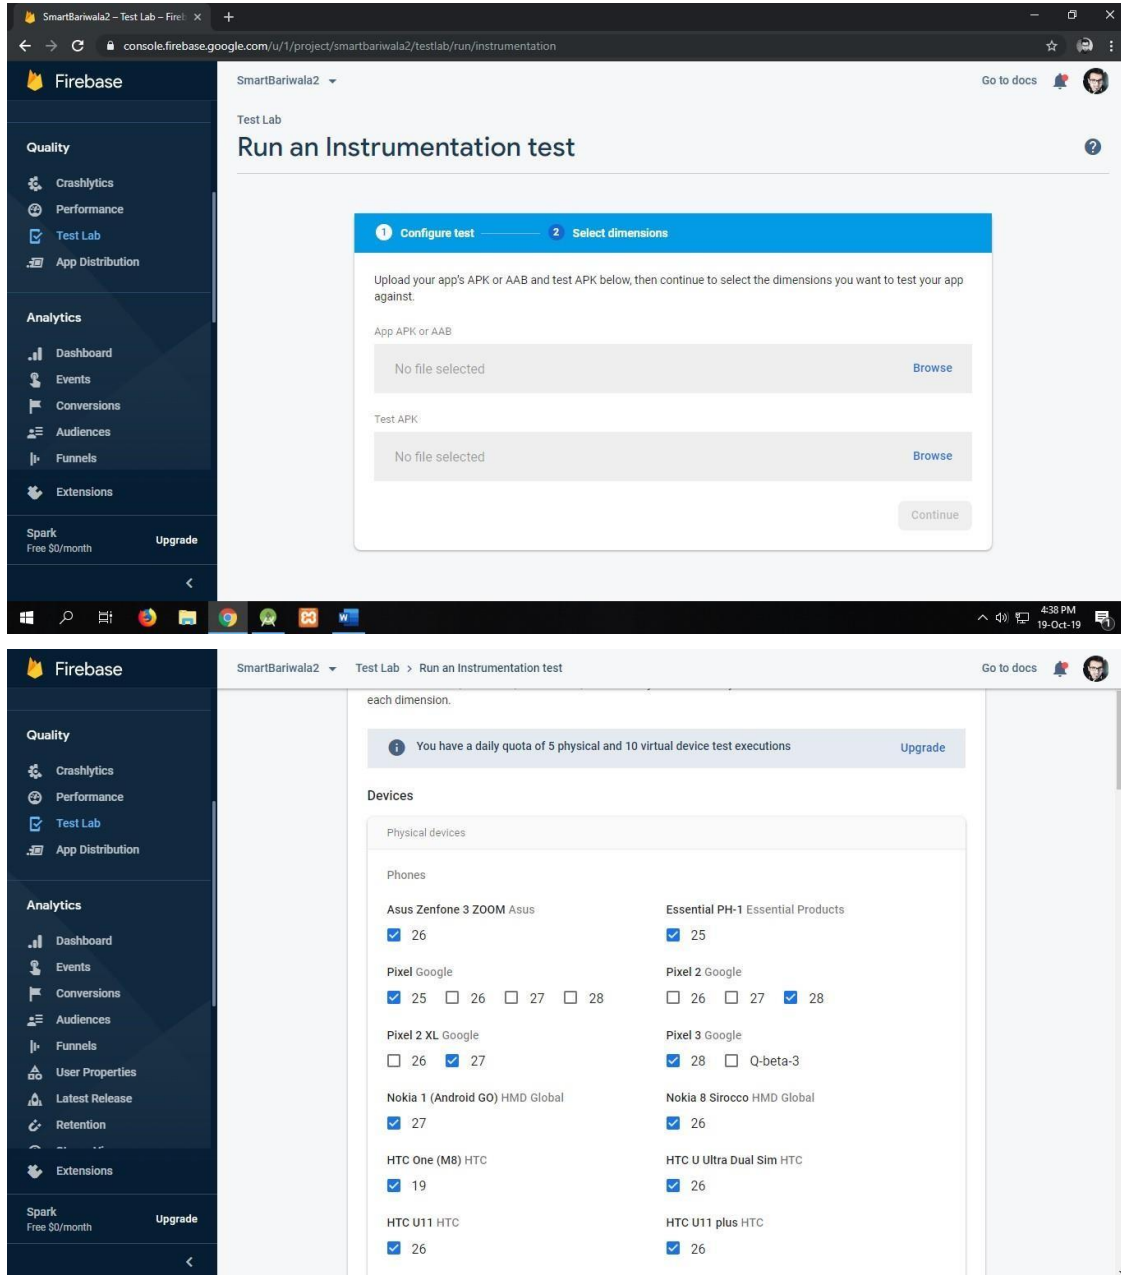 SmartBariwala2 – Test Lab – Fireb
console.firebase.google.com/u/1/project/smartbariwala2/testlab/run/instrumentation
Firebase
SmartBariwala2
Go to docs
Test Lab
Run an Instrumentation test
Quality
Crashlytics
Performance
Test Lab
App Distribution
Analytics
Dashboard
Events
Conversions
Audiences
Funnels
Extensions
Spark
Free $0/month
Upgrade
1 Configure test
2 Select dimensions
Upload your app's APK or AAB and test APK below, then continue to select the dimensions you want to test your app
against.
App APK or AAB
No file selected
Browse
Test APK
No file selected
Browse
Continue
4:38 PM
19-Oct-19
Firebase
SmartBariwala2
Test Lab > Run an Instrumentation test
Go to docs
Quality
Crashlytics
Performance
Test Lab
App Distribution
Analytics
Dashboard
Events
Conversions
Audiences
Funnels
User Properties
Latest Release
Retention
Extensions
Spark
Free $0/month
Upgrade
each dimension.
You have a daily quota of 5 physical and 10 virtual device test executions
Upgrade
Devices
Physical devices
Phones
Asus Zenfone 3 ZOOM Asus
26
Essential PH-1 Essential Products
25
Pixel Google
25 26 27 28
Pixel 2 Google
26 27 28
Pixel 2 XL Google
26 27
Pixel 3 Google
28 Q-beta-3
Nokia 1 (Android GO) HMD Global
27
Nokia 8 Sirocco HMD Global
26
HTC One (M8) HTC
19
HTC U Ultra Dual Sim HTC
26
HTC U11 HTC
26
HTC U11 plus HTC
26